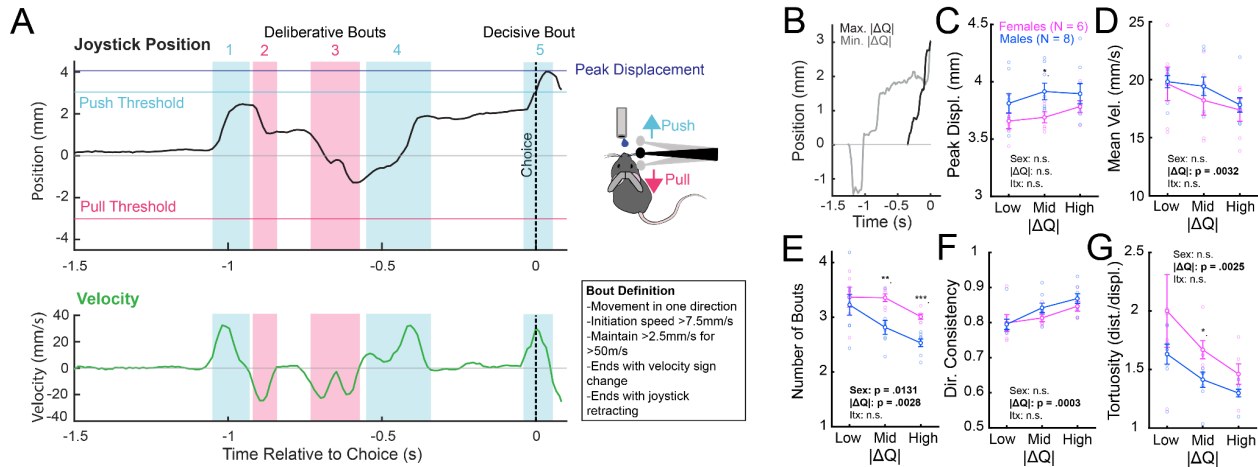 A
Joystick Position
Deliberative Bouts
Decisive Bout
1
2
3
4
5
4
2
0
-2
-4
Position (mm)
Push Threshold
Pull Threshold
Peak Displacement
Choice
-1.5
-1
-0.5
0
Push
Pull
Velocity
40
20
0
-20
-40
Velocity (mm/s)
-1.5
-1
-0.5
0
Time Relative to Choice (s)
Bout Definition
-Movement in one direction
-Initiation speed >7.5mm/s
-Maintain >2.5mm/s for
>50m/s
-Ends with velocity sign
change
-Ends with joystick
retracting
B
Max. |ΔQ|
Min. |ΔQ|
3
2
1
0
-1
Position (mm)
-1
0
Time (s)
C
Females (N = 6)
Males (N = 8)
4.5
4
3.5
3
Peak Displ. (mm)
*.
Sex: n.s.
|ΔQ|: n.s.
Itx: n.s.
Low
Mid
High
|ΔQ|
D
25
20
15
10
Mean Vel. (mm/s)
Sex: n.s.
|ΔQ|: p = .0032
Itx: n.s.
Low
Mid
High
|ΔQ|
E
4
3
2
1
Number of Bouts
**.
***.
Sex: p = .0131
|ΔQ|: p = .0028
Itx: n.s.
Low
Mid
High
|ΔQ|
F
1
0.9
0.8
0.7
0.6
0.5
Dir. Consistency
Sex: n.s.
|ΔQ|: p = .0003
Itx: n.s.
Low
Mid
High
|ΔQ|
G
2.5
2
1.5
1
Tortuosity (dist./displ.)
Sex: n.s.
|ΔQ|: p = .0025
Itx: n.s.
*.
Low
Mid
High
|ΔQ|